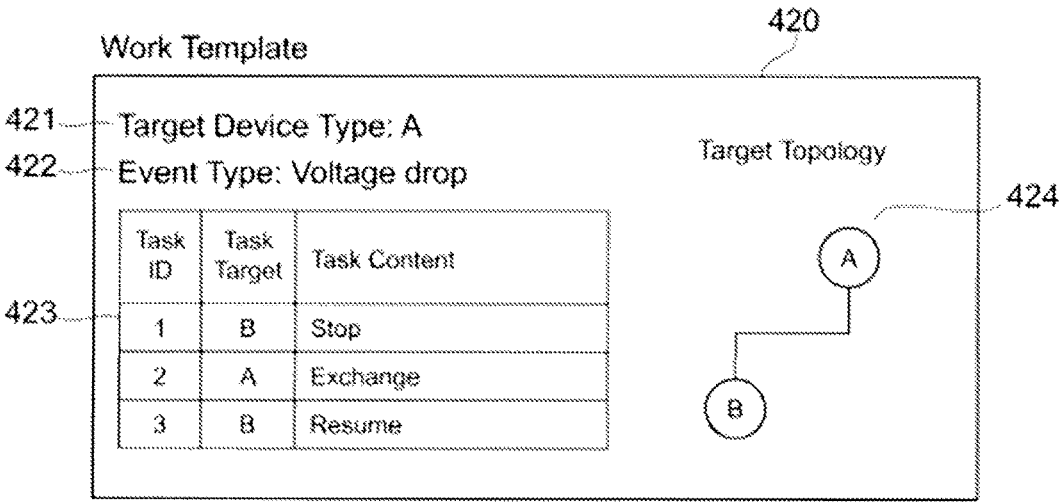 420
Work Template
421 Target Device Type: A
422 Event Type: Voltage drop
Target Topology
424
Task ID Task Target Task Content
423
1 B Stop
2 A Exchange
3 B Resume
A
B